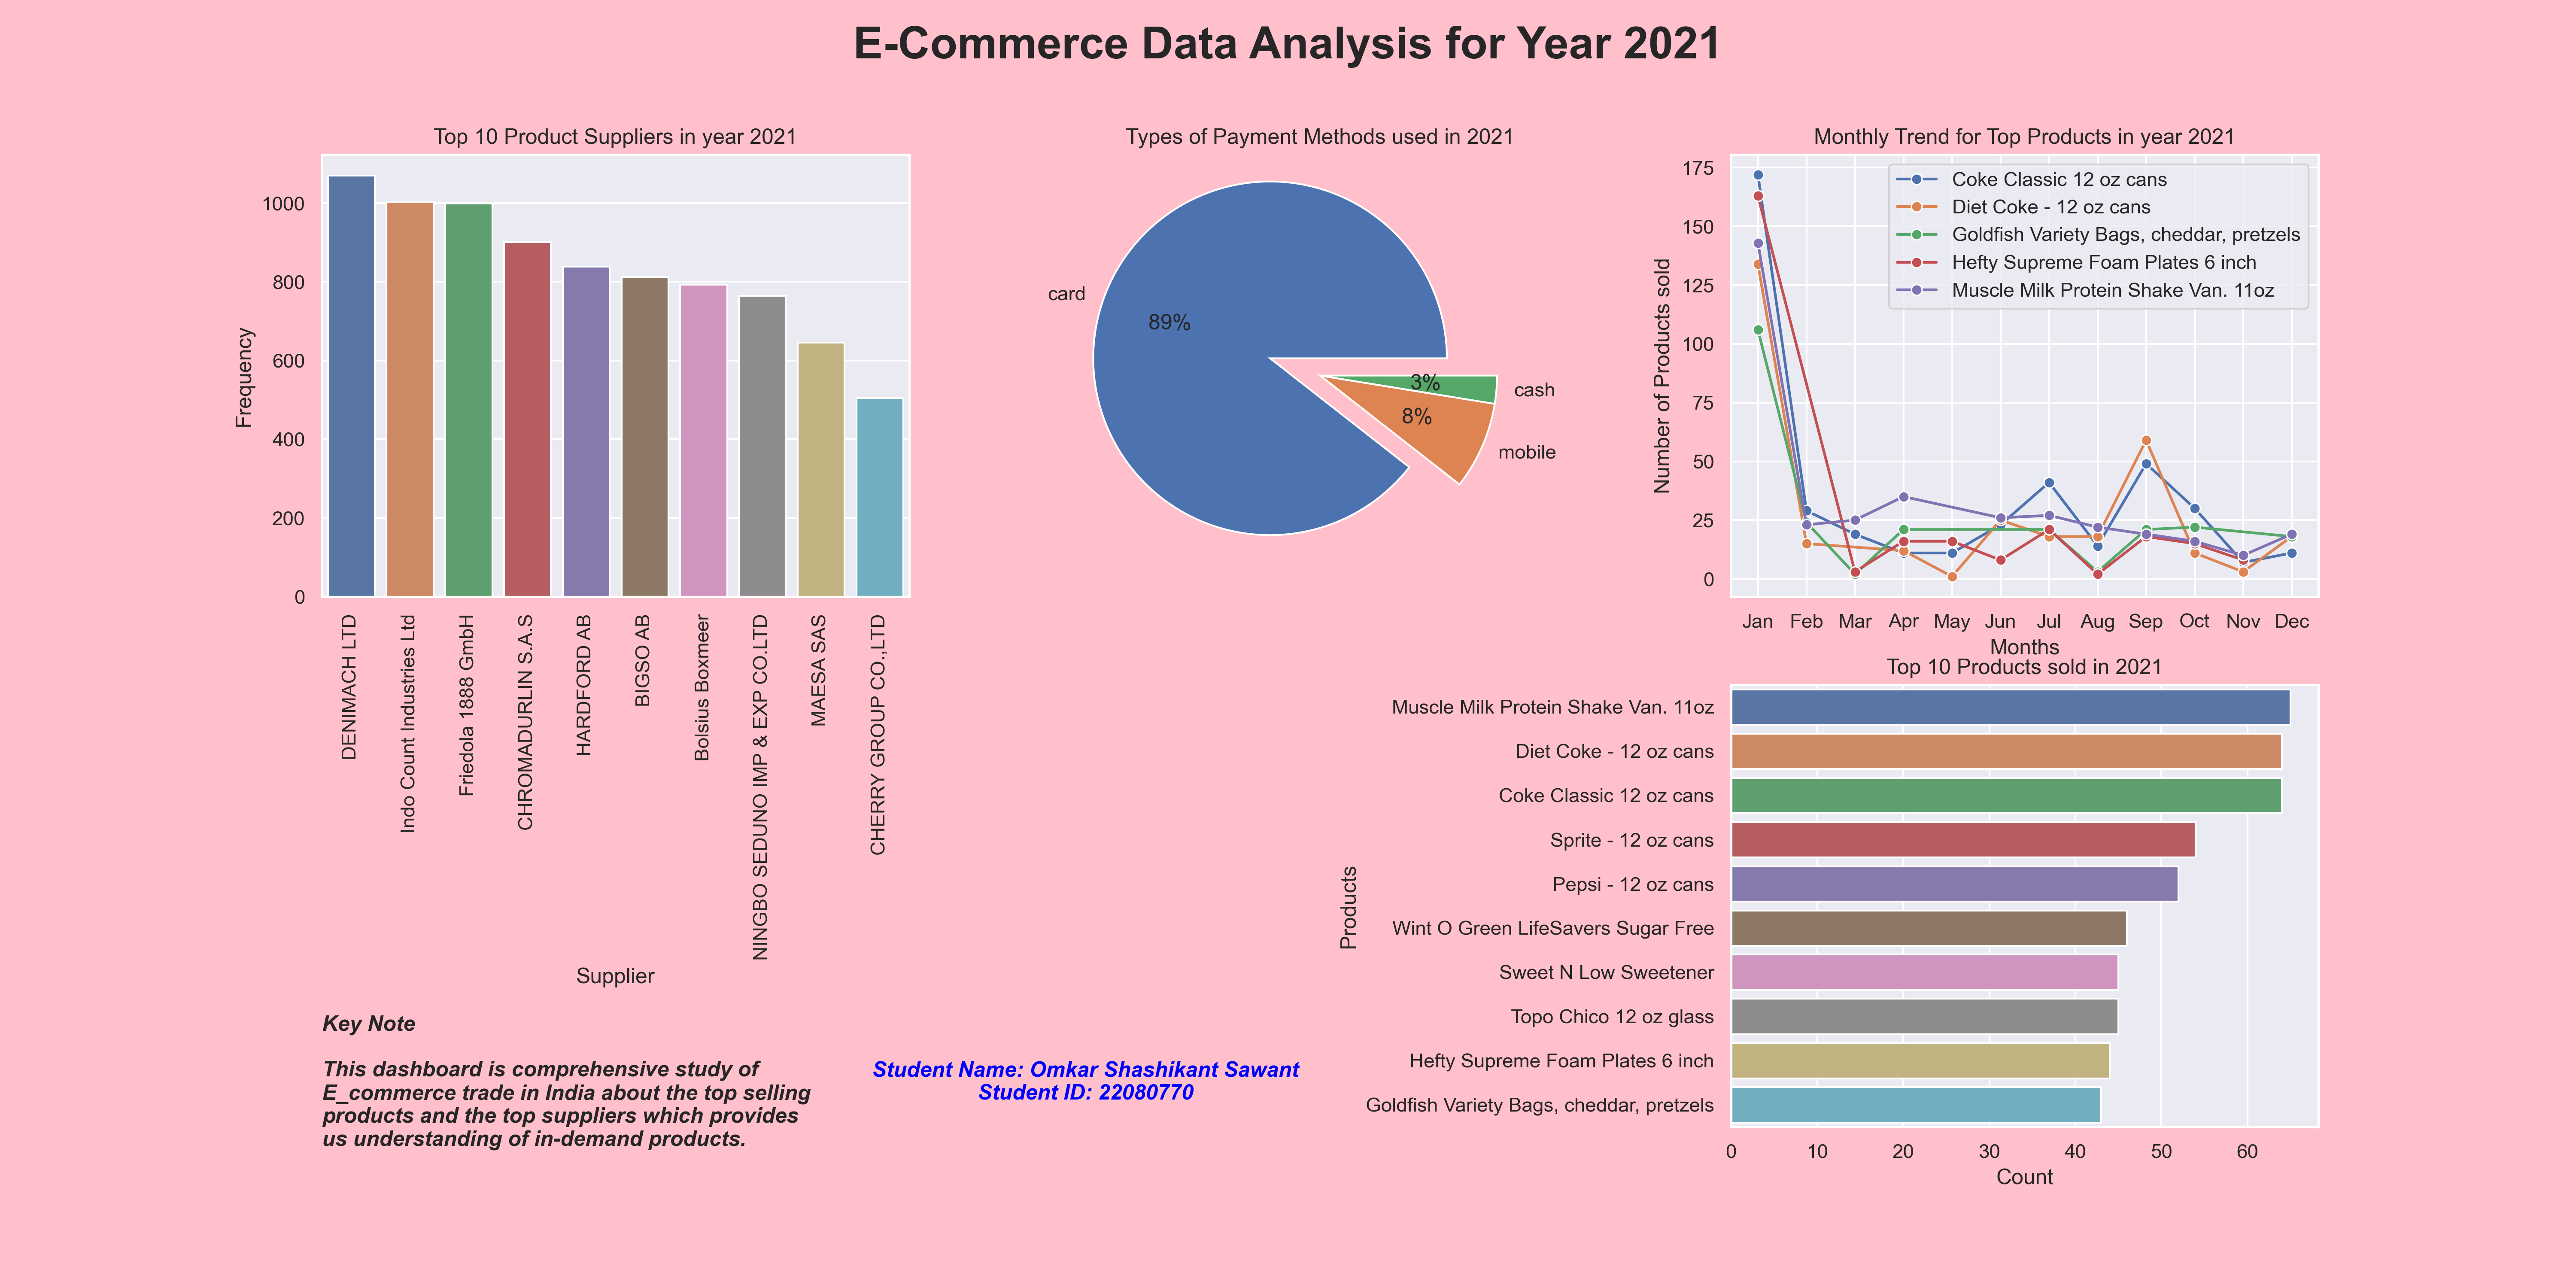 E-Commerce Data Analysis for Year 2021
Top 10 Product Suppliers in year 2021
Frequency
1000
800
600
400
200
0
DENIMACH LTD
Indo Count Industries Ltd
Friedola 1888 GmbH
CHROMADURLIN S.A.S
HARDFORD AB
BIGSO AB
Bolsius Boxmeer
NINGBO SEDUNO IMP & EXP CO.LTD
MAESA SAS
CHERRY GROUP CO.,LTD
Supplier
Types of Payment Methods used in 2021
card
89%
3%
cash
8%
mobile
Monthly Trend for Top Products in year 2021
Number of Products sold
175
150
125
100
75
50
25
0
Coke Classic 12 oz cans
Diet Coke - 12 oz cans
Goldfish Variety Bags, cheddar, pretzels
Hefty Supreme Foam Plates 6 inch
Muscle Milk Protein Shake Van. 11oz
Jan Feb Mar Apr May Jun Jul Aug Sep Oct Nov Dec
Months
Top 10 Products sold in 2021
Products
Muscle Milk Protein Shake Van. 11oz
Diet Coke - 12 oz cans
Coke Classic 12 oz cans
Sprite - 12 oz cans
Pepsi - 12 oz cans
Wint O Green LifeSavers Sugar Free
Sweet N Low Sweetener
Topo Chico 12 oz glass
Hefty Supreme Foam Plates 6 inch
Goldfish Variety Bags, cheddar, pretzels
0 10 20 30 40 50 60
Count
Key Note
This dashboard is comprehensive study of
E_commerce trade in India about the top selling
products and the top suppliers which provides
us understanding of in-demand products.
Student Name: Omkar Shashikant Sawant
Student ID: 22080770